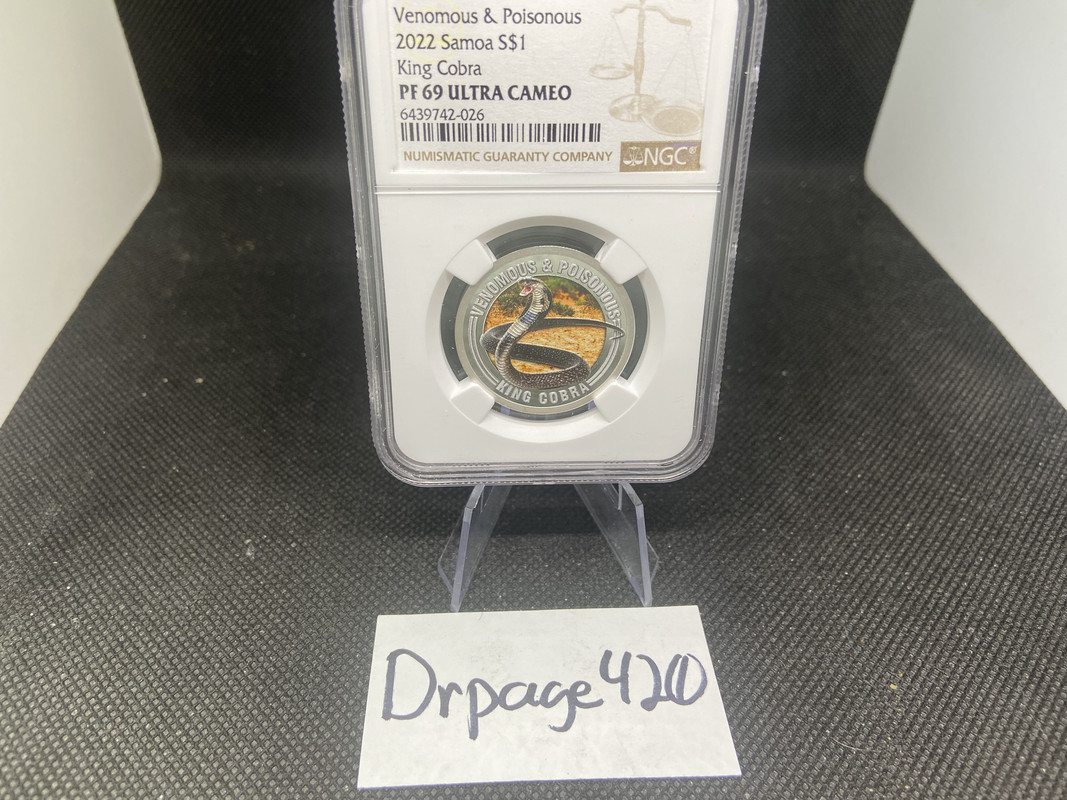 Venomous & Poisonous
2022 Samoa S$1
King Cobra
PF 69 ULTRA CAMEO
6439742-026
NUMISMATIC GUARANTY COMPANY NGC®
VENOMOUS & POISONOUS
KING COBRA
Drpage420